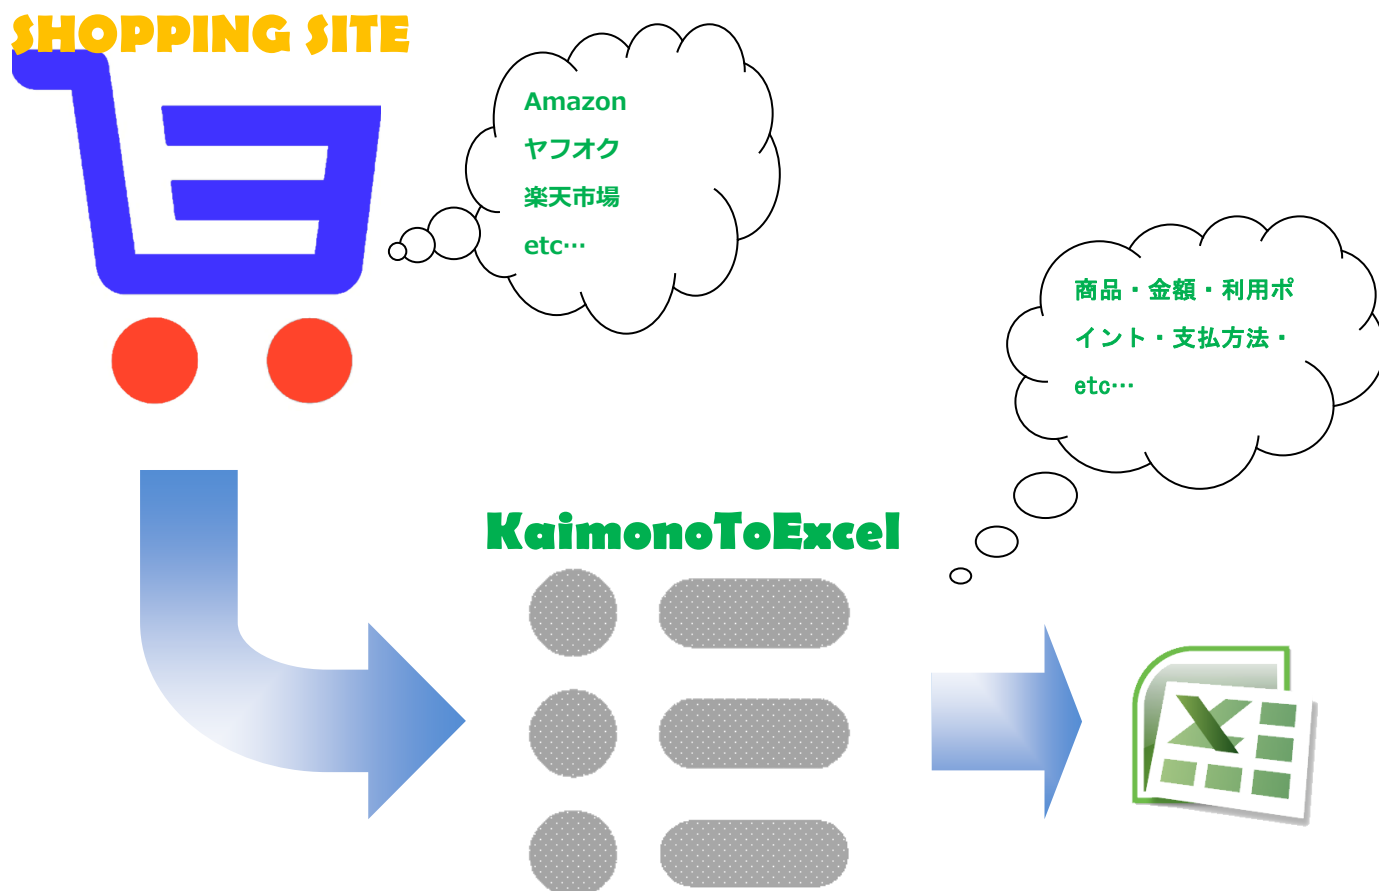 SHOPPING SITE
Amazon
ヤフオク
楽天市場
etc…
商品・金額・利用ポ
イント・支払方法・
etc…
KaimonoToExcel